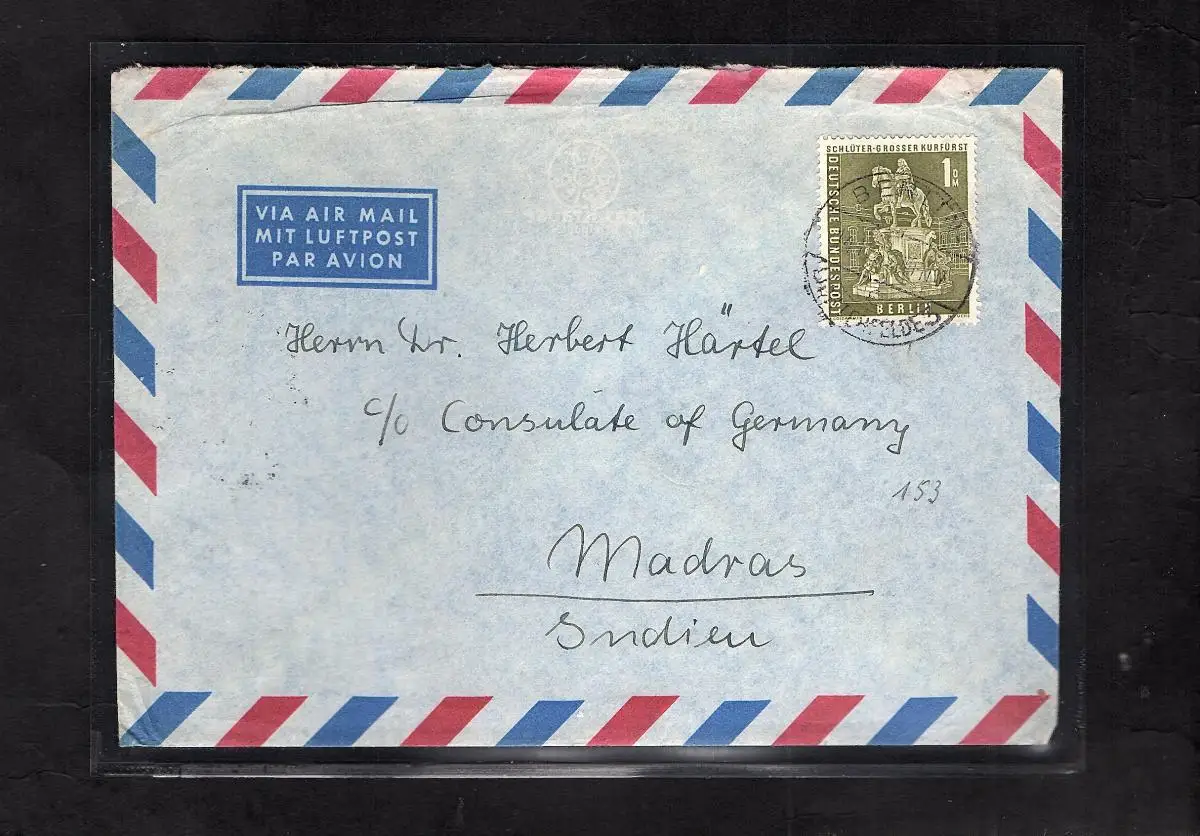 SCHLÜTER-GROSSER KURFÜRST
1 DM
DEUTSCHE BUNDESPOST
BERLIN
VIA AIR MAIL
MIT LUFTPOST
PAR AVION
Herrn Dr. Herbert Härtel
c/o Consulate of Germany
153
Madras
Indien